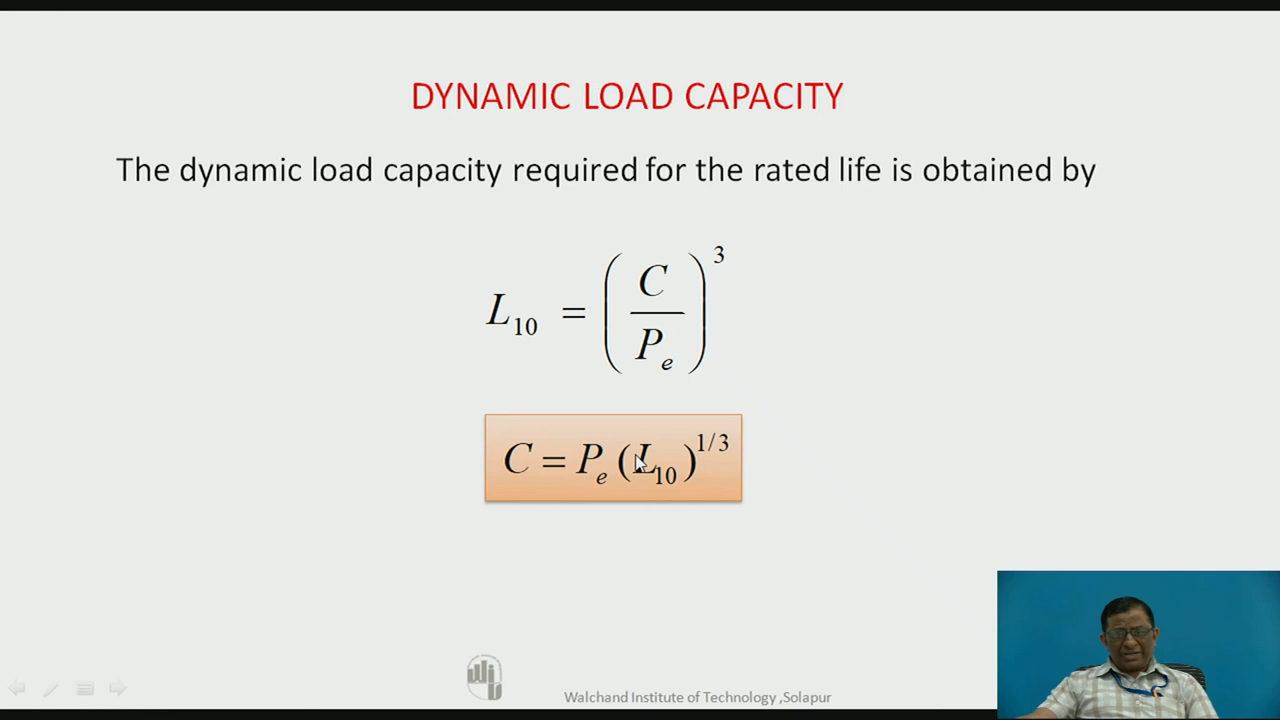 DYNAMIC LOAD CAPACITY
The dynamic load capacity required for the rated life is obtained by
L₁₀ = (C / Pₑ)³
C = Pₑ (L₁₀)^1/3
Walchand Institute of Technology ,Solapur